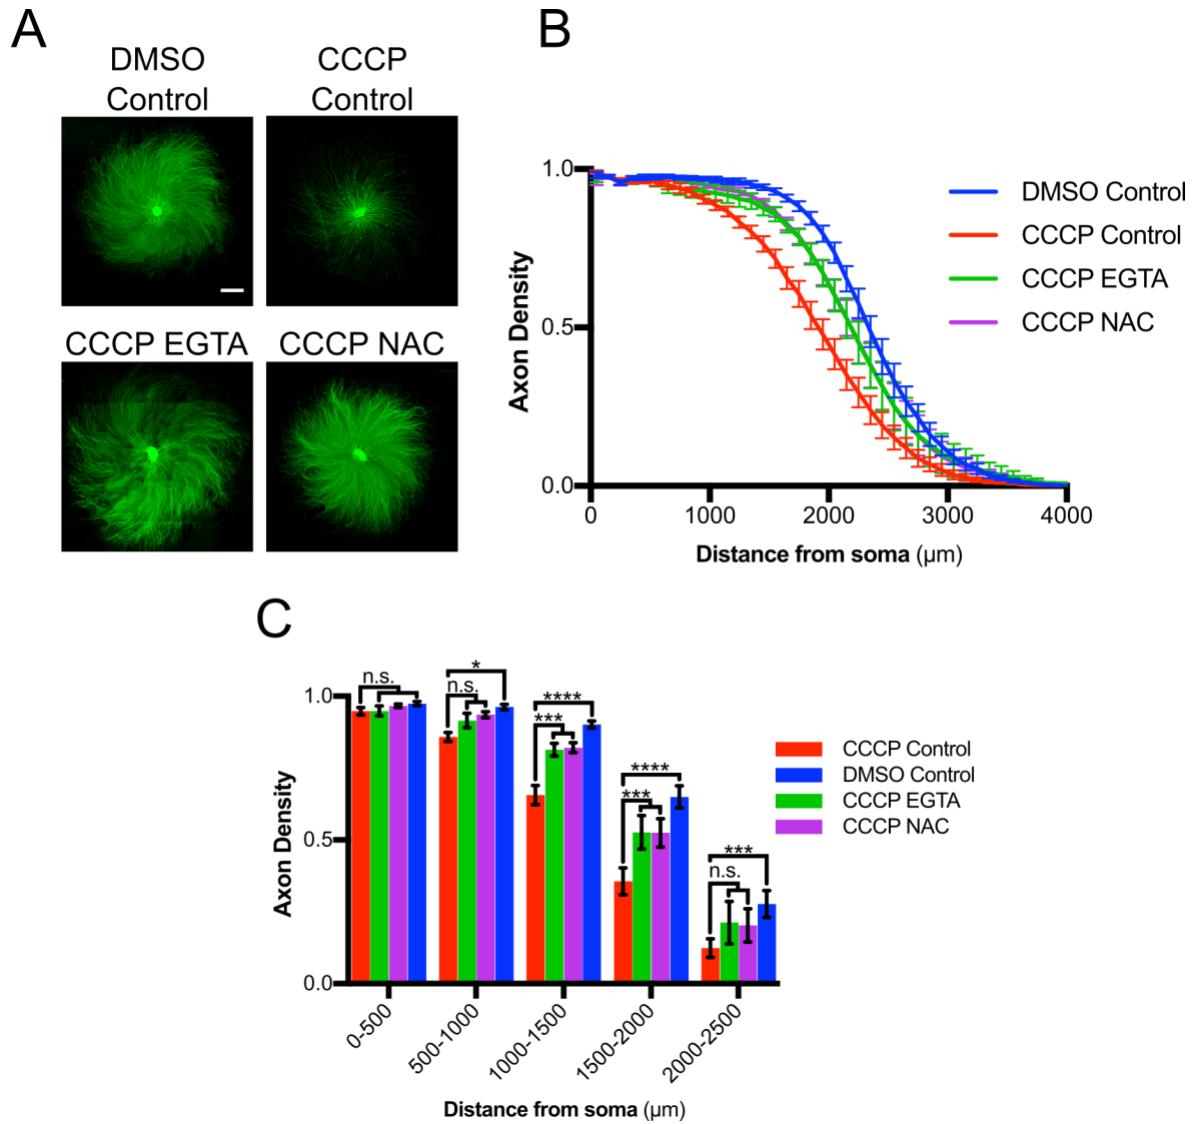 A
DMSO
Control
CCCP
Control
CCCP EGTA
CCCP NAC
B
1.0
0.5
0.0
Axon Density
0
1000
2000
3000
4000
Distance from soma (µm)
DMSO Control
CCCP Control
CCCP EGTA
CCCP NAC
C
1.0
0.5
0.0
Axon Density
n.s.
*
n.s.
****
***
****
***
***
n.s.
0-500
500-1000
1000-1500
1500-2000
2000-2500
Distance from soma (µm)
CCCP Control
DMSO Control
CCCP EGTA
CCCP NAC